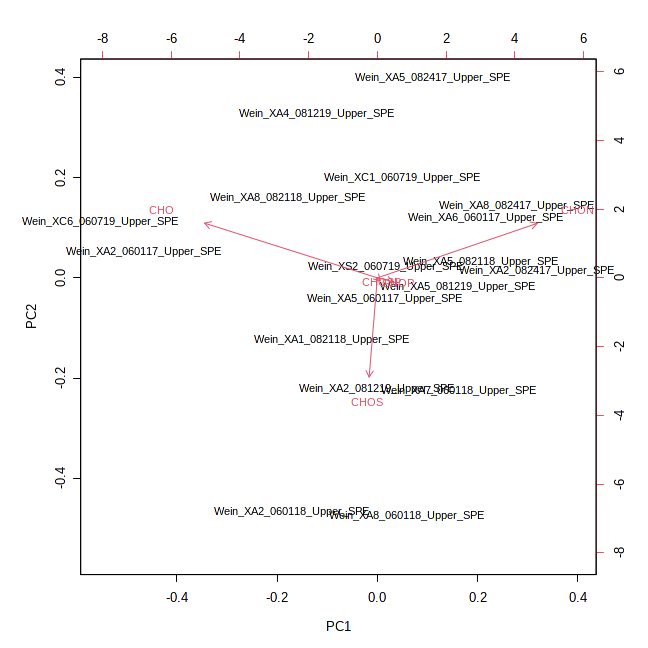 -8 -6 -4 -2 0 2 4 6
Wein_XA5_082417_Upper_SPE
Wein_XA4_081219_Upper_SPE
Wein_XC1_060719_Upper_SPE
Wein_XA8_082118_Upper_SPE
Wein_XA8_082417_Upper_SPE
CHO
CHON
Wein_XA6_060117_Upper_SPE
Wein_XC6_060719_Upper_SPE
Wein_XA2_060117_Upper_SPE
Wein_XA5_082118_Upper_SPE
Wein_XS2_060719_Upper_SPE
Wein_XA2_082417_Upper_SPE
Wein_XA5_081219_Upper_SPE
Wein_XA5_060117_Upper_SPE
Wein_XA1_082118_Upper_SPE
Wein_XA2_081219_Upper_SPE
Wein_XA7_060118_Upper_SPE
CHOS
Wein_XA2_060118_Upper_SPE
Wein_XA8_060118_Upper_SPE
0.4
0.2
0.0
-0.2
-0.4
6
4
2
0
-2
-4
-6
-8
PC2
-0.4 -0.2 0.0 0.2 0.4
PC1